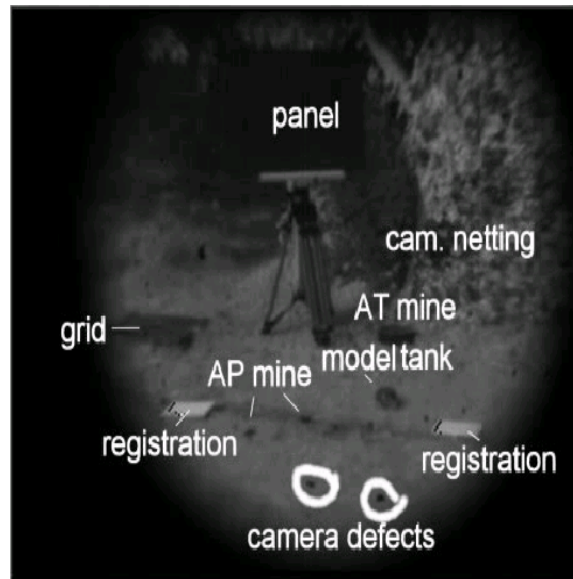 panel
cam. netting
AT mine
grid
model tank
AP mine
registration
registration
camera defects